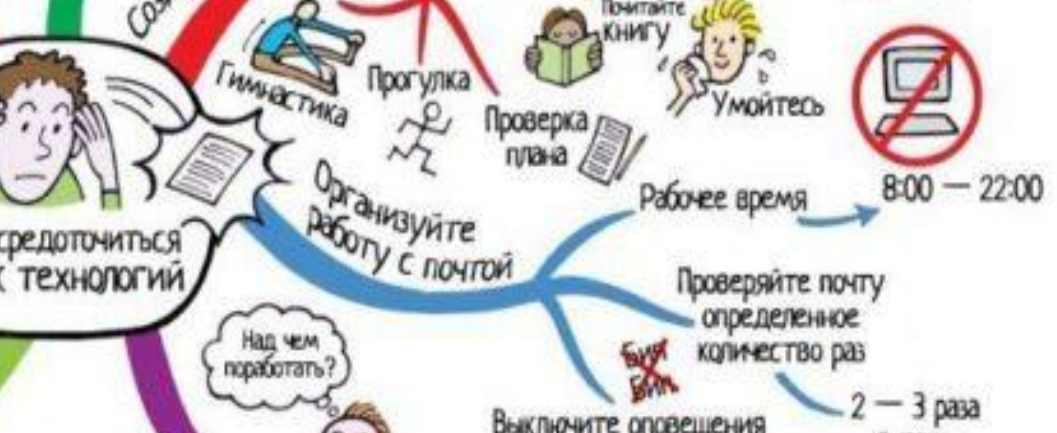 Почитайте
книгу
Гимнастика
Прогулка
Умойтесь
Проверка
плана
Организуйте
работу с почтой
Рабочее время
8:00 — 22:00
средоточиться
технологий
Проверяйте почту
определенное
количество раз
Над чем
поработать?
2 — 3 раза
Выключите оповещения